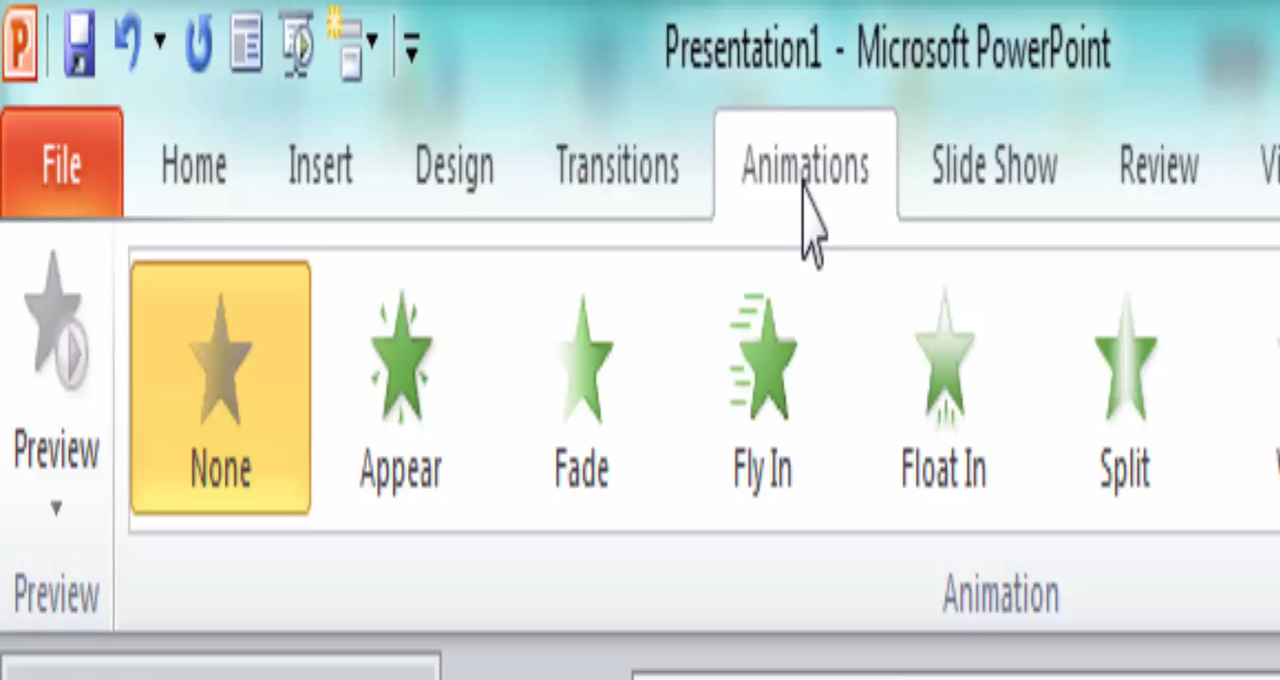 Presentation1 - Microsoft PowerPoint
File Home Insert Design Transitions Animations Slide Show Review
Preview None Appear Fade Fly In Float In Split
Preview Animation